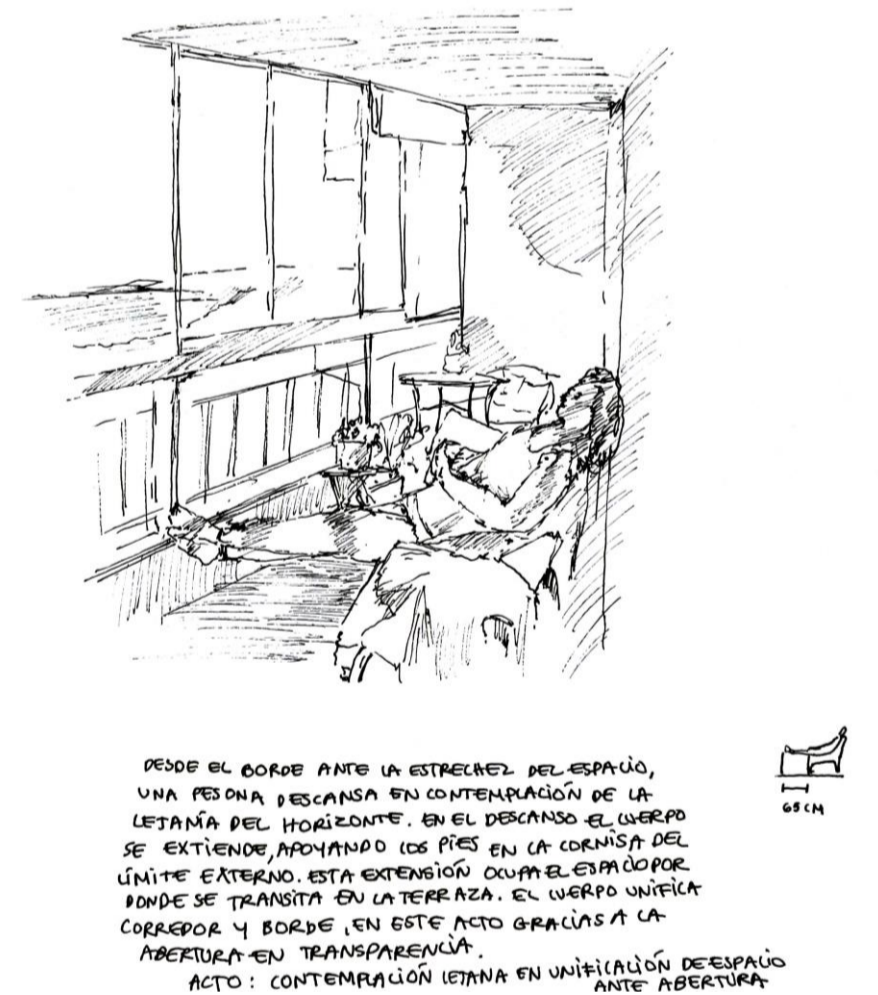 DESDE EL BORDE ANTE LA ESTRECHEZ DEL ESPACIO,
UNA PESONA DESCANSA EN CONTEMPLACIÓN DE LA
LEJANÍA DEL HORIZONTE. EN EL DESCANSO EL CUERPO
SE EXTIENDE, APOYANDO LOS PIES EN LA CORNISA DEL
LÍMITE EXTERNO. ESTA EXTENSIÓN OCUPA EL ESPACIO POR
DONDE SE TRANSITA EN LA TERRAZA. EL CUERPO UNIFICA
CORREDOR Y BORDE, EN ESTE ACTO GRACIAS A LA
ABERTURA EN TRANSPARENCIA.
ACTO: CONTEMPLACIÓN LEJANA EN UNIFICACIÓN DE ESPACIO
ANTE ABERTURA
65 CM